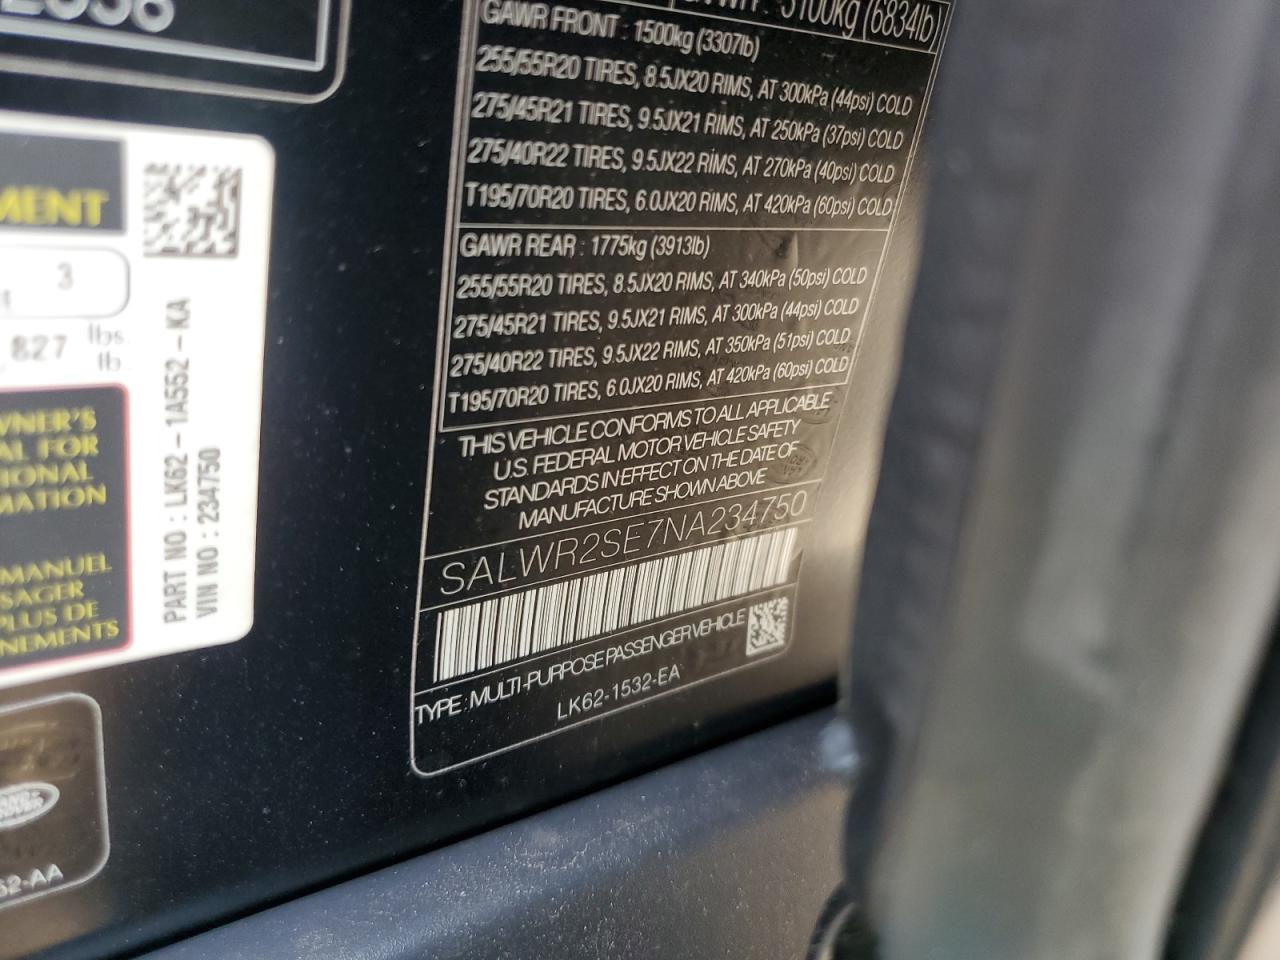 3100kg (6834lb)
GAWR FRONT : 1500kg (3307lb)
255/55R20 TIRES, 8.5JX20 RIMS, AT 300kPa (44psi) COLD
275/45R21 TIRES, 9.5JX21 RIMS, AT 250kPa (37psi) COLD
275/40R22 TIRES, 9.5JX22 RIMS, AT 270kPa (40psi) COLD
T195/70R20 TIRES, 6.0JX20 RIMS, AT 420kPa (60psi) COLD
GAWR REAR : 1775kg (3913lb)
255/55R20 TIRES, 8.5JX20 RIMS, AT 340kPa (50psi) COLD
275/45R21 TIRES, 9.5JX21 RIMS, AT 300kPa (44psi) COLD
275/40R22 TIRES, 9.5JX22 RIMS, AT 350kPa (51psi) COLD
T195/70R20 TIRES, 6.0JX20 RIMS, AT 420kPa (60psi) COLD
THIS VEHICLE CONFORMS TO ALL APPLICABLE
U.S. FEDERAL MOTOR VEHICLE SAFETY
STANDARDS IN EFFECT ON THE DATE OF
MANUFACTURE SHOWN ABOVE
SALWR2SE7NA234750
TYPE : MULTI-PURPOSE PASSENGER VEHICLE
LK62-1532-EA
MENT
3
827 lbs.
lb.
WNER'S
AL FOR
IONAL
MATION
MANUEL
SAGER
PLUS DE
NEMENTS
PART NO : LK62-1A552-KA
VIN NO : 234750
52-AA